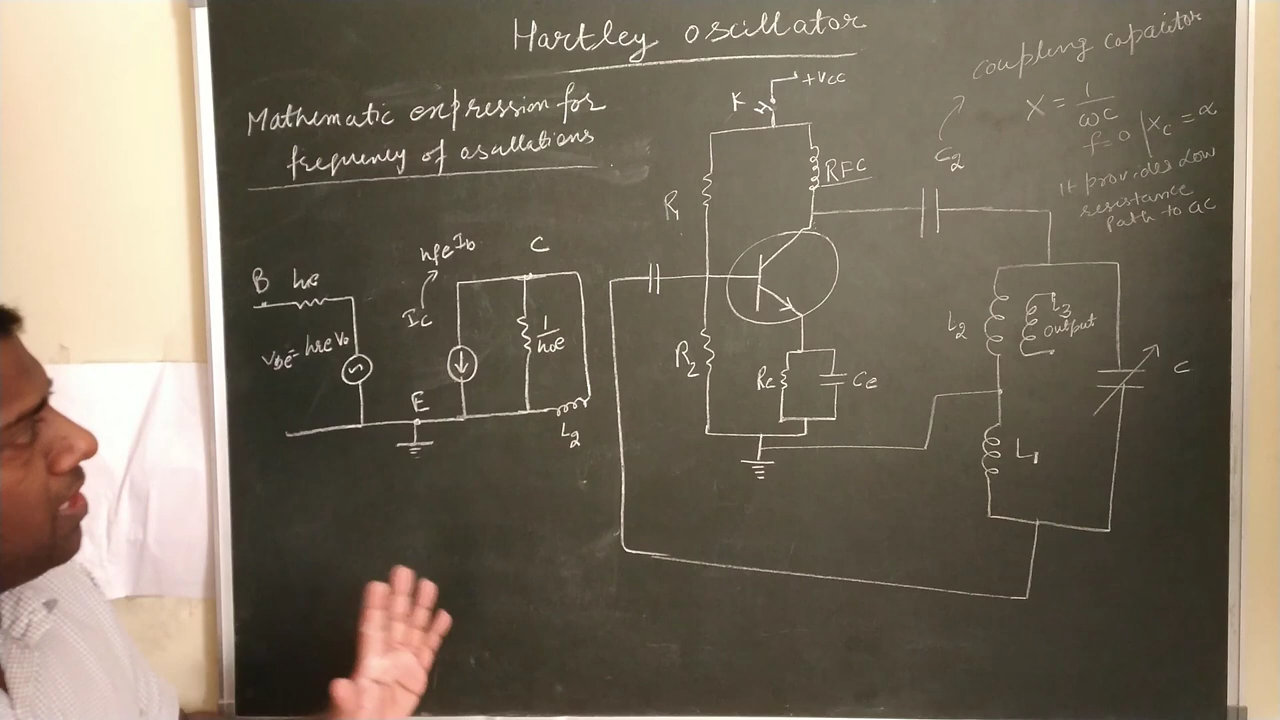 Hartley oscillator
Mathematic expression for
frequency of oscillations
coupling capacitor
X = 1/ωc
f=0 | Xc = α
it provides low
resistance
path to ac
K
+Vcc
R1
RFC
C2
R2
Re
Ce
L2
L3
output
C
L1
B hie
Vbe hre Vo
hfe Ib
Ic
C
1/hoe
E
L2